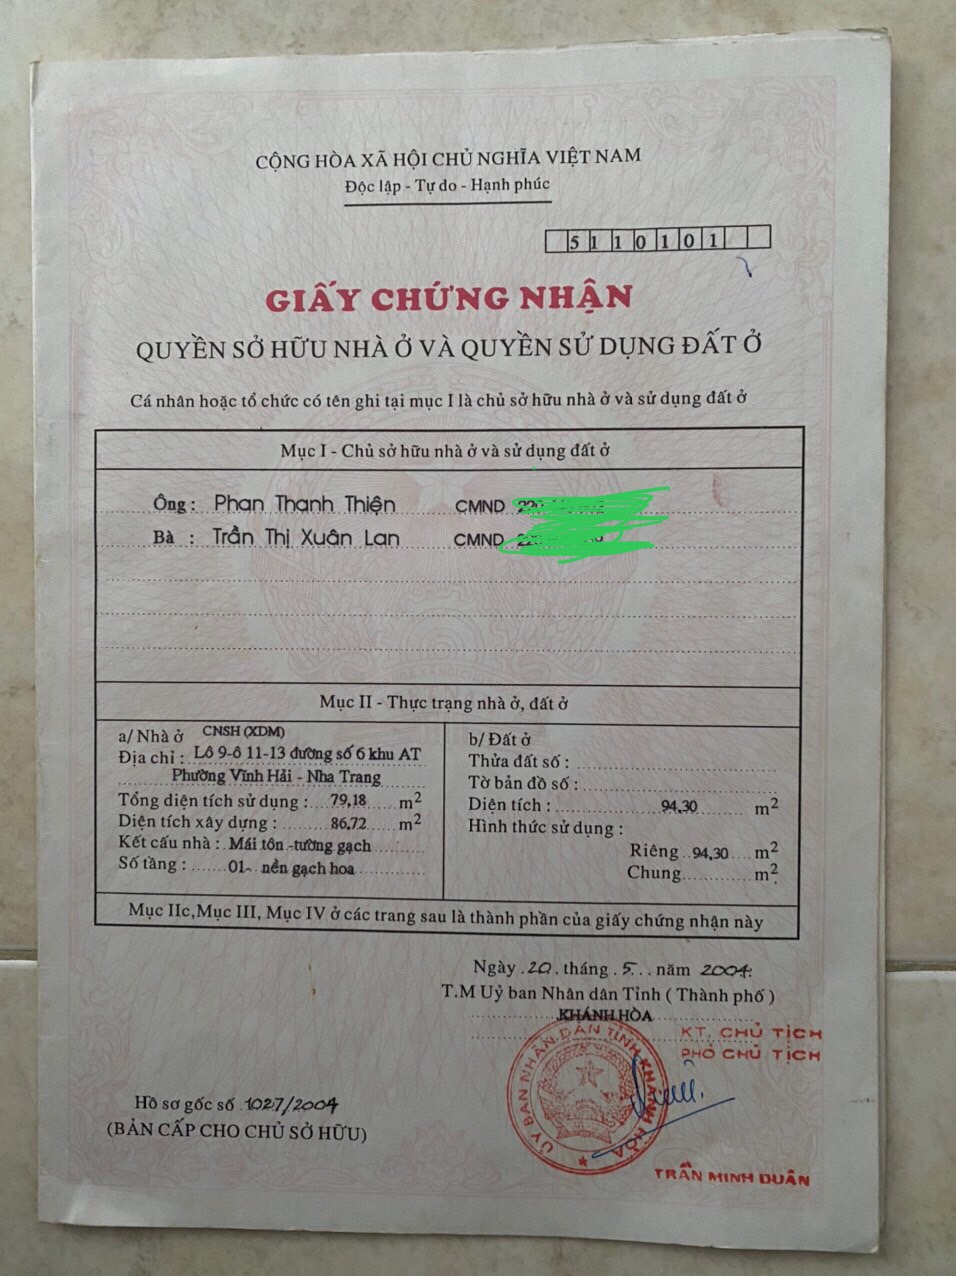 CỘNG HÒA XÃ HỘI CHỦ NGHĨA VIỆT NAM
Độc lập - Tự do - Hạnh phúc
5110101
GIẤY CHỨNG NHẬN
QUYỀN SỞ HỮU NHÀ Ở VÀ QUYỀN SỬ DỤNG ĐẤT Ở
Cá nhân hoặc tổ chức có tên ghi tại mục I là chủ sở hữu nhà ở và sử dụng đất ở
Mục I - Chủ sở hữu nhà ở và sử dụng đất ở
Ông : Phan Thanh Thiện CMND
Bà : Trần Thị Xuân Lan CMND
Mục II - Thực trạng nhà ở, đất ở
a/ Nhà ở CNSH (XDM)
Địa chỉ : Lô 9-ô 11-13 đường số 6 khu AT
Phường Vĩnh Hải - Nha Trang
Tổng diện tích sử dụng : 79,18 m2
Diện tích xây dựng : 86,72 m2
Kết cấu nhà : Mái tôn -tường gạch
Số tầng : 01- nền gạch hoa
b/ Đất ở
Thửa đất số :
Tờ bản đồ số :
Diện tích : 94,30 m2
Hình thức sử dụng :
Riêng 94,30 m2
Chung m2
Mục IIc,Mục III, Mục IV ở các trang sau là thành phần của giấy chứng nhận này
Ngày 20 tháng 5 năm 2004
T.M Uỷ ban Nhân dân Tỉnh ( Thành phố )
KHÁNH HÒA
KT. CHỦ TỊCH
PHÓ CHỦ TỊCH
ỦY BAN NHÂN DÂN TỈNH KHÁNH HÒA
TRẦN MINH DUÂN
Hồ sơ gốc số 1027/2004
(BẢN CẤP CHO CHỦ SỞ HỮU)